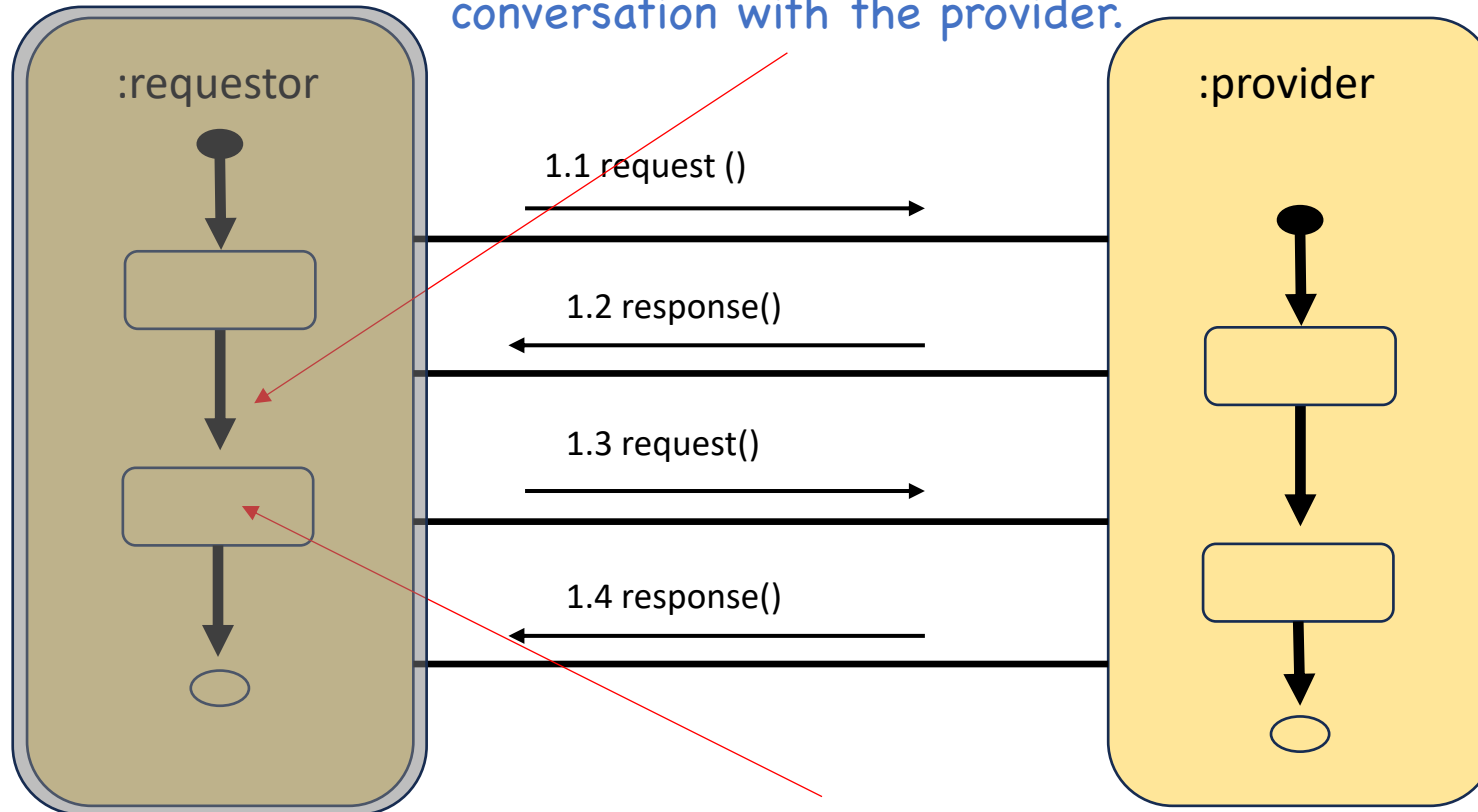 conversation with the provider.
:requestor
:provider
1.1 request ()
1.2 response()
1.3 request()
1.4 response()